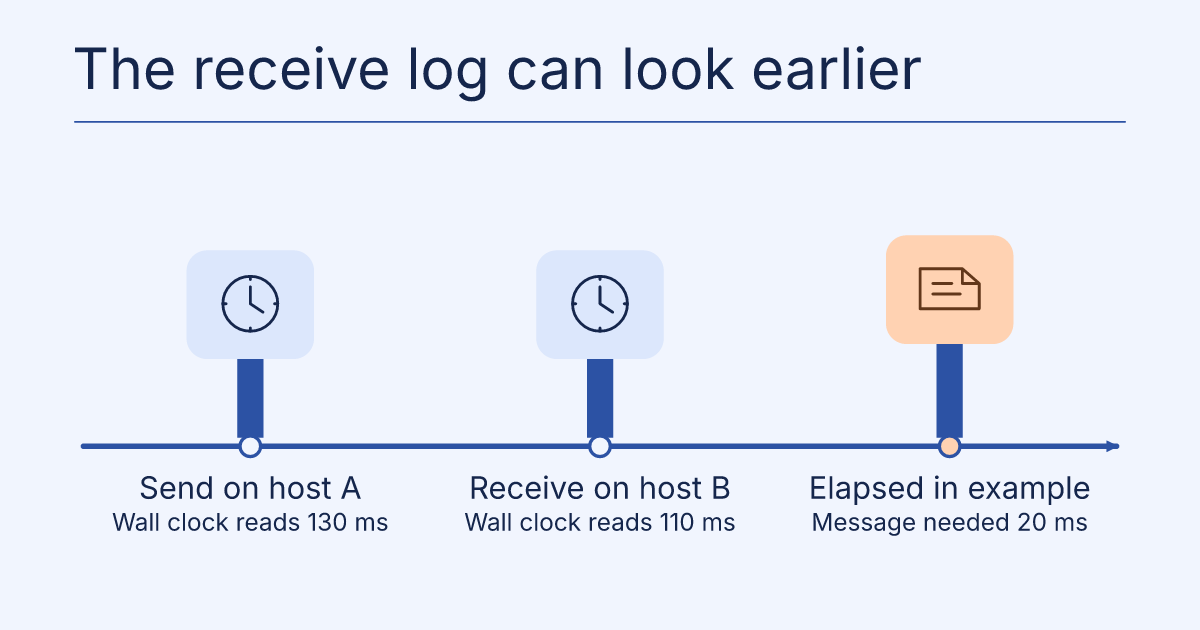 The receive log can look earlier
Send on host A
Wall clock reads 130 ms
Receive on host B
Wall clock reads 110 ms
Elapsed in example
Message needed 20 ms